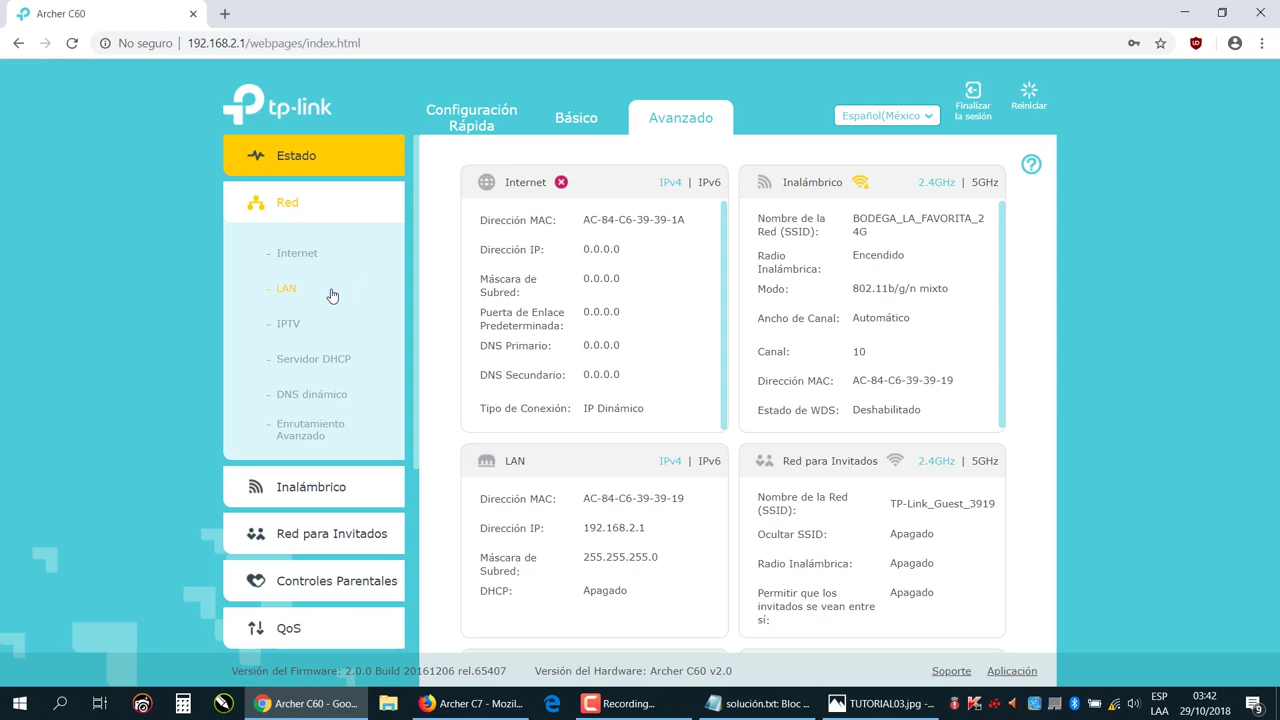 Archer C60
No seguro | 192.168.2.1/webpages/index.html
tp-link
Configuración
Rápida
Básico
Avanzado
Español(México
Finalizar
la sesión
Reiniciar
Estado
Red
- Internet
- LAN
- IPTV
- Servidor DHCP
- DNS dinámico
- Enrutamiento
Avanzado
Inalámbrico
Red para Invitados
Controles Parentales
QoS
Internet IPv4 | IPv6
Dirección MAC: AC-84-C6-39-39-1A
Dirección IP: 0.0.0.0
Máscara de
Subred: 0.0.0.0
Puerta de Enlace
Predeterminada: 0.0.0.0
DNS Primario: 0.0.0.0
DNS Secundario: 0.0.0.0
Tipo de Conexión: IP Dinámico
Inalámbrico 2.4GHz | 5GHz
Nombre de la
Red (SSID): BODEGA_LA_FAVORITA_2
4G
Radio
Inalámbrica: Encendido
Modo: 802.11b/g/n mixto
Ancho de Canal: Automático
Canal: 10
Dirección MAC: AC-84-C6-39-39-19
Estado de WDS: Deshabilitado
LAN IPv4 | IPv6
Dirección MAC: AC-84-C6-39-39-19
Dirección IP: 192.168.2.1
Máscara de
Subred: 255.255.255.0
DHCP: Apagado
Red para Invitados 2.4GHz | 5GHz
Nombre de la Red
(SSID): TP-Link_Guest_3919
Ocultar SSID: Apagado
Radio Inalámbrica: Apagado
Permitir que los
invitados se vean entre
sí: Apagado
Versión del Firmware: 2.0.0 Build 20161206 rel.65407 Versión del Hardware: Archer C60 v2.0 Soporte Aplicación
Archer C60 - Goo...
Archer C7 - Mozil...
Recording...
solución.txt: Bloc ...
TUTORIAL03.jpg -...
ESP
LAA
03:42
29/10/2018